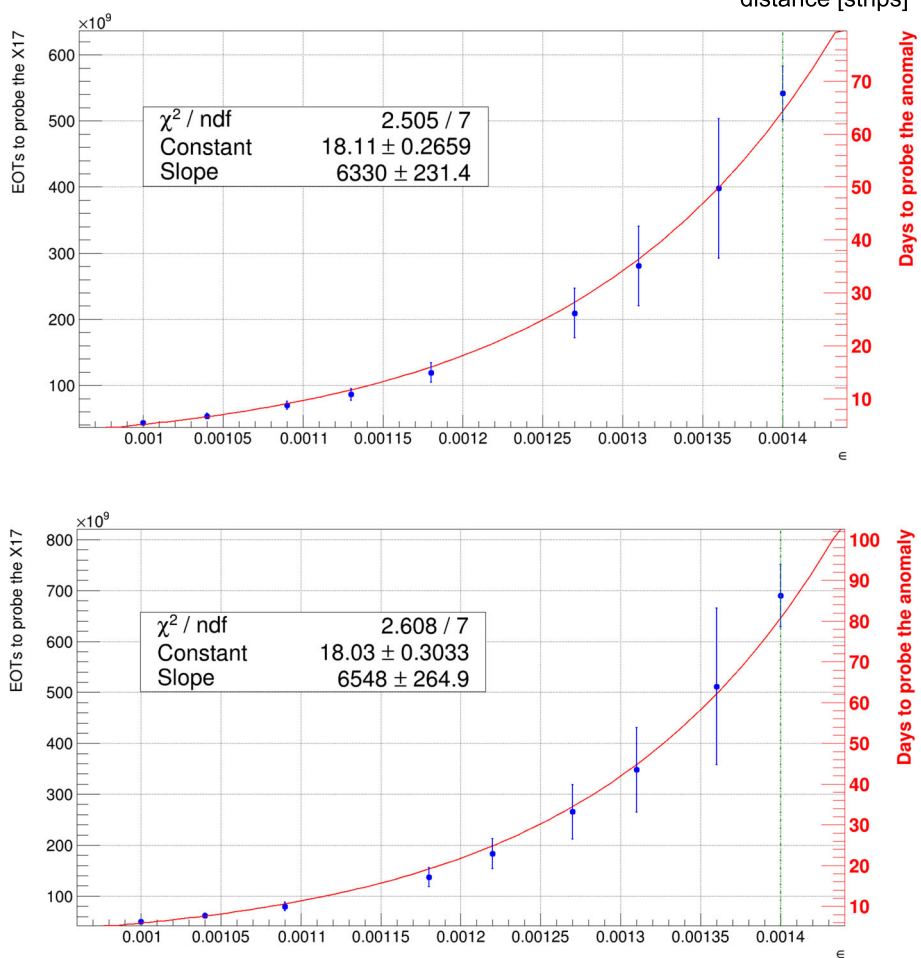 distance [strips]
×10⁹
EOTs to probe the X17
600
500
400
300
200
100
χ² / ndf 2.505 / 7
Constant 18.11 ± 0.2659
Slope 6330 ± 231.4
70
60
50
40
30
20
10
Days to probe the anomaly
0.001 0.00105 0.0011 0.00115 0.0012 0.00125 0.0013 0.00135 0.0014
∈
×10⁹
EOTs to probe the X17
800
700
600
500
400
300
200
100
χ² / ndf 2.608 / 7
Constant 18.03 ± 0.3033
Slope 6548 ± 264.9
100
90
80
70
60
50
40
30
20
10
Days to probe the anomaly
0.001 0.00105 0.0011 0.00115 0.0012 0.00125 0.0013 0.00135 0.0014
∈